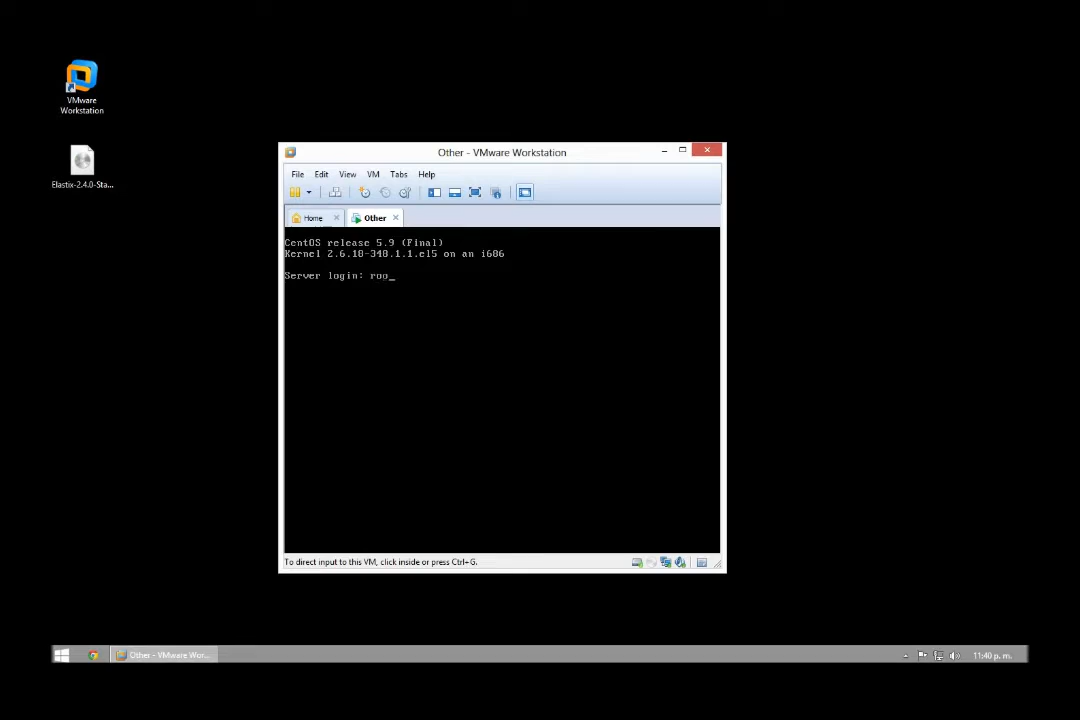 VMware
Workstation
Elastix-2.4.0-Sta...
Other - VMware Workstation
File Edit View VM Tabs Help
Home Other
CentOS release 5.9 (Final)
Kernel 2.6.18-348.1.1.el5 on an i686
Server login: roo_
To direct input to this VM, click inside or press Ctrl+G.
Other - VMware Wor...
11:40 p. m.